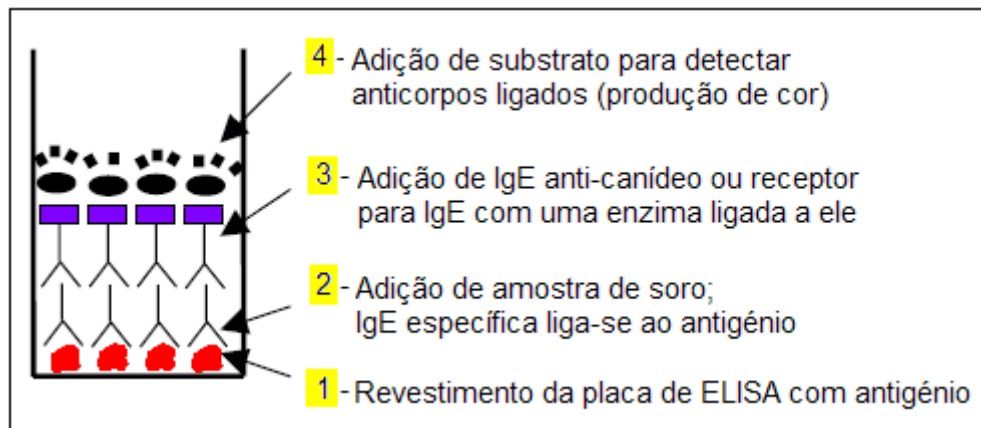 4 - Adição de substrato para detectar
anticorpos ligados (produção de cor)
3 - Adição de IgE anti-canídeo ou receptor
para IgE com uma enzima ligada a ele
2 - Adição de amostra de soro;
IgE específica liga-se ao antigénio
1 - Revestimento da placa de ELISA com antigénio